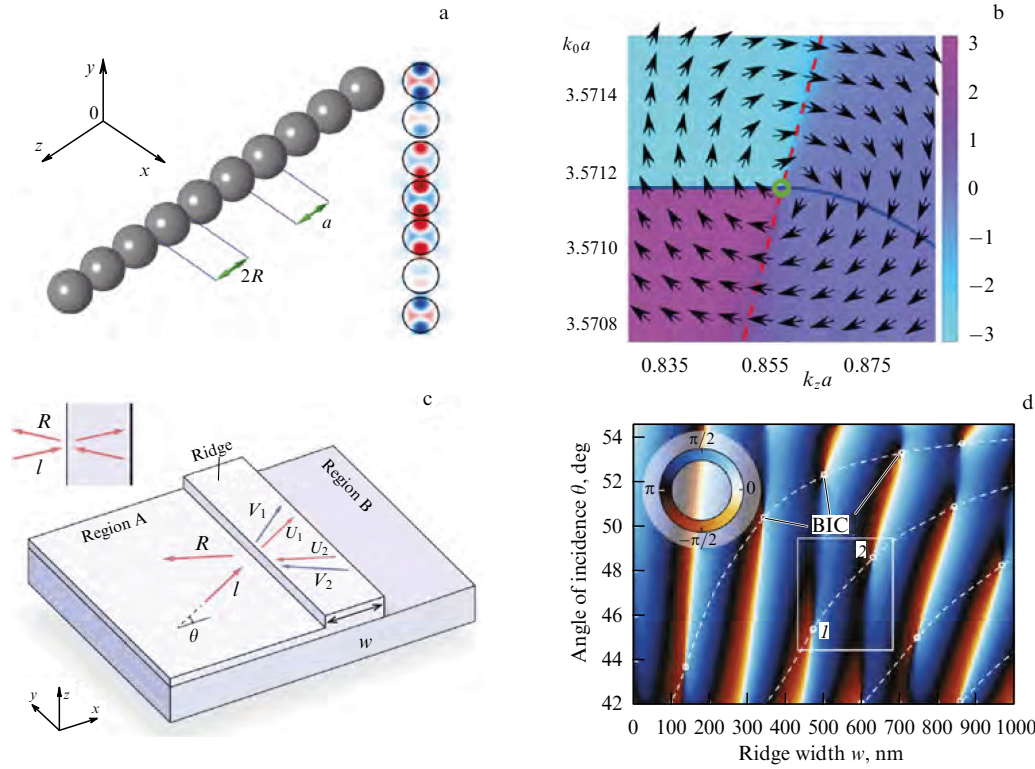 a
y
0
z
x
a
2R
b
k₀a
3.5714
3.5712
3.5710
3.5708
0.835
0.855
0.875
k_z a
3
2
1
0
−1
−2
−3
c
R
l
Ridge
Region A
Region B
V₁
U₁
R
U₂
V₂
l
θ
w
y
z
x
d
Angle of incidence θ, deg
54
52
50
48
46
44
42
π/2
π
0
−π/2
BIC
2
1
0 100 200 300 400 500 600 700 800 900 1000
Ridge width w, nm